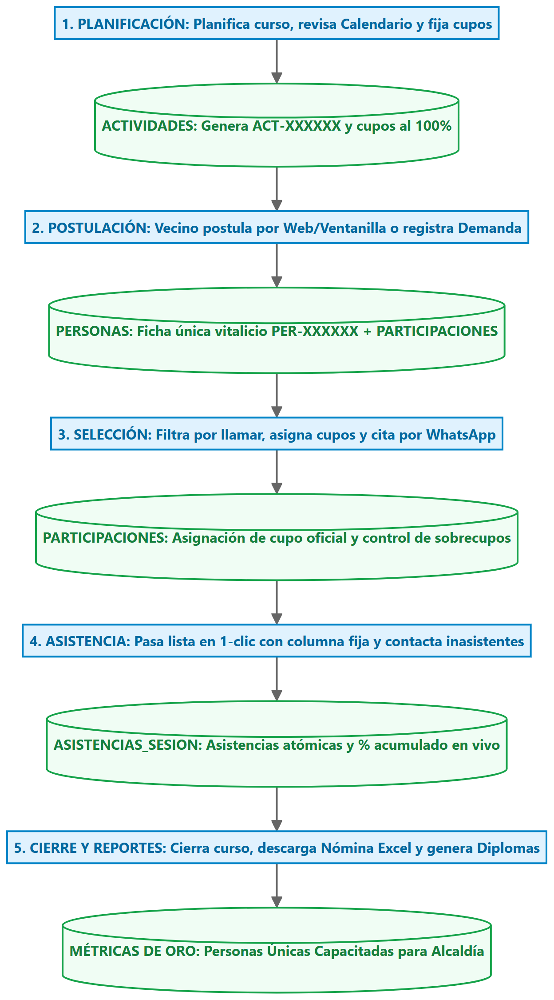 1. PLANIFICACIÓN: Planifica curso, revisa Calendario y fija cupos
ACTIVIDADES: Genera ACT-XXXXXX y cupos al 100%
2. POSTULACIÓN: Vecino postula por Web/Ventanilla o registra Demanda
PERSONAS: Ficha única vitalicio PER-XXXXXX + PARTICIPACIONES
3. SELECCIÓN: Filtra por llamar, asigna cupos y cita por WhatsApp
PARTICIPACIONES: Asignación de cupo oficial y control de sobrecupos
4. ASISTENCIA: Pasa lista en 1-clic con columna fija y contacta inasistentes
ASISTENCIAS_SESION: Asistencias atómicas y % acumulado en vivo
5. CIERRE Y REPORTES: Cierra curso, descarga Nómina Excel y genera Diplomas
MÉTRICAS DE ORO: Personas Únicas Capacitadas para Alcaldía